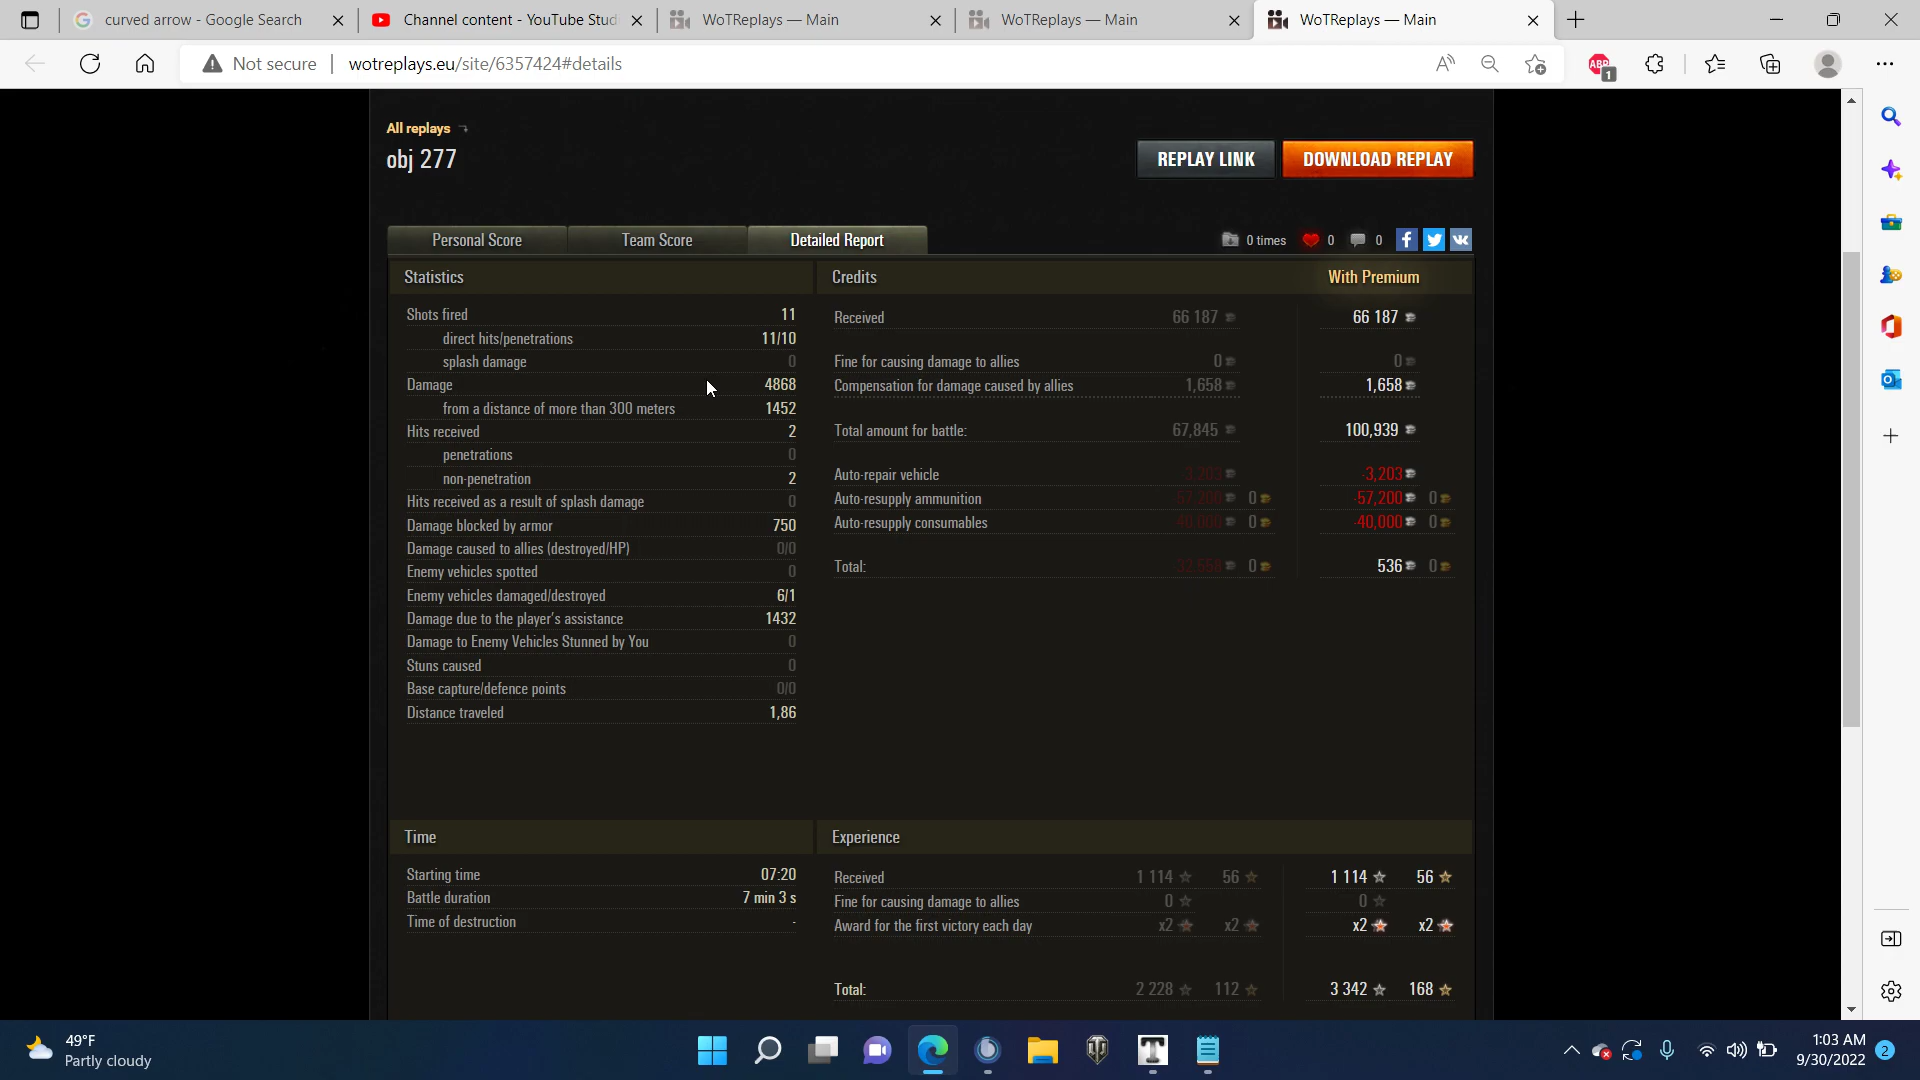 curved arrow - Google Search
Channel content - YouTube Stud
WoTReplays — Main
WoTReplays — Main
WoTReplays — Main
Not secure
wotreplays.eu/site/6357424#details
ABP
1
All replays
obj 277
REPLAY LINK
DOWNLOAD REPLAY
Personal Score
Team Score
Detailed Report
0 times
0
0
Statistics
Credits
With Premium
Shots fired 11
direct hits/penetrations 11/10
splash damage 0
Damage 4868
from a distance of more than 300 meters 1452
Hits received 2
penetrations 0
non-penetration 2
Hits received as a result of splash damage 0
Damage blocked by armor 750
Damage caused to allies (destroyed/HP) 0/0
Enemy vehicles spotted 0
Enemy vehicles damaged/destroyed 6/1
Damage due to the player's assistance 1432
Damage to Enemy Vehicles Stunned by You 0
Stuns caused 0
Base capture/defence points 0/0
Distance traveled 1,86
Received 66 187 66 187
Fine for causing damage to allies 0 0
Compensation for damage caused by allies 1,658 1,658
Total amount for battle: 67,845 100,939
Auto-repair vehicle -3,203 -3,203
Auto-resupply ammunition -57,200 0 -57,200 0
Auto-resupply consumables -40,000 0 -40,000 0
Total: 32,558 0 536 0
Time
Experience
Starting time 07:20
Battle duration 7 min 3 s
Time of destruction -
Received 1 114 56 1 114 56
Fine for causing damage to allies 0 0
Award for the first victory each day x2 x2 x2 x2
Total: 2 228 112 3 342 168
49°F
Partly cloudy
1:03 AM
9/30/2022
2